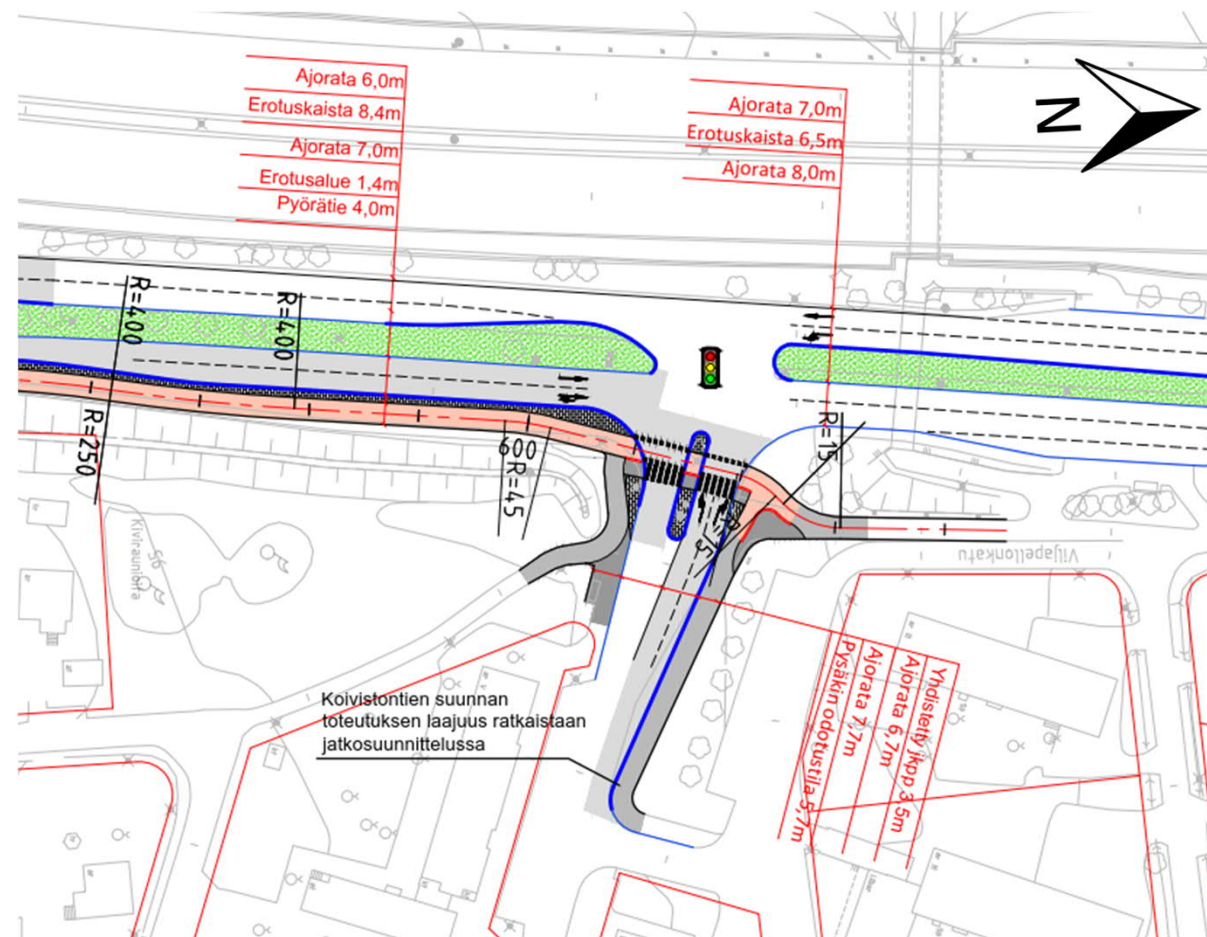 Ajorata 6,0m
Erotuskaista 8,4m
Ajorata 7,0m
Erotusalue 1,4m
Pyörätie 4,0m
Ajorata 7,0m
Erotuskaista 6,5m
Ajorata 8,0m
N
R=400
R=400
R=250
R=45
R=15
Kiviraunioita
Viljapellonkatu
Koivistontien suunnan
toteutuksen laajuus ratkaistaan
jatkosuunnittelussa
Yhdistetty jkpp 3,5m
Ajorata 6,7m
Ajorata 7,7m
Pysäkin odotustila 5,7m